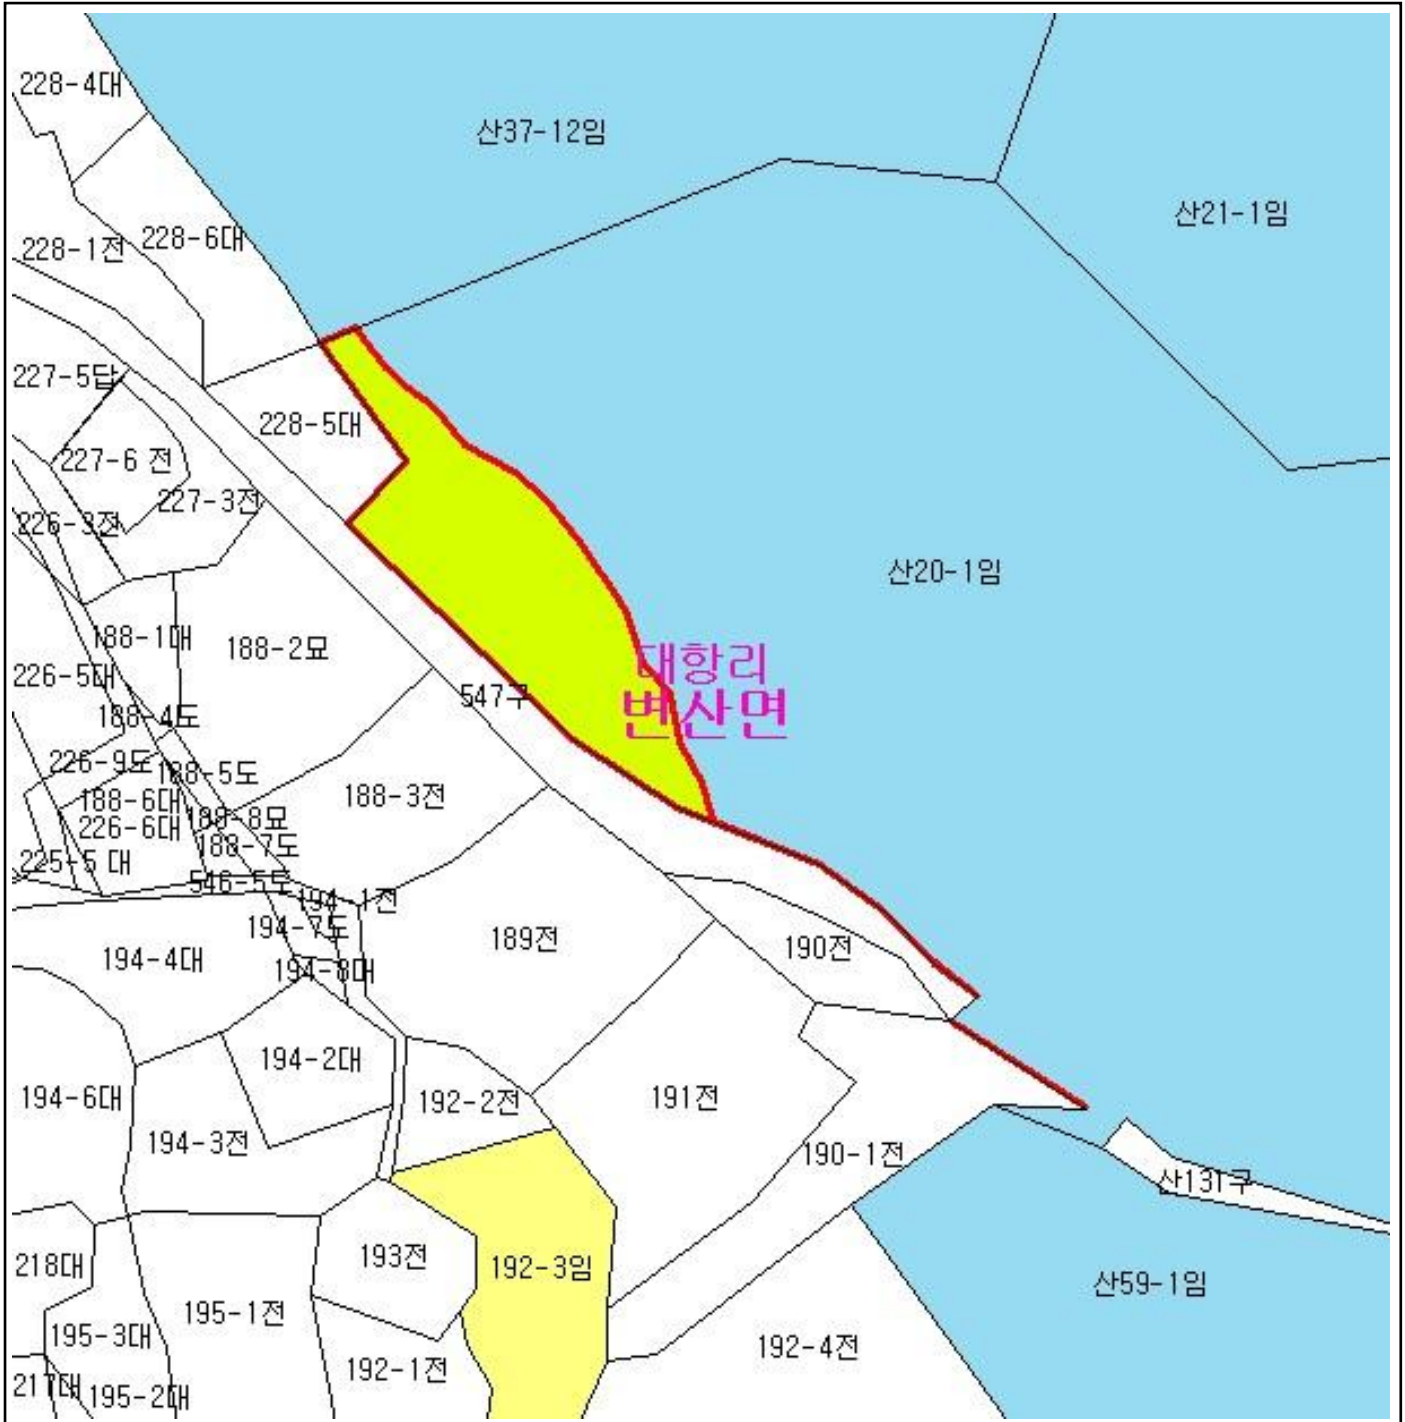 228-4대
산37-12임
산21-1임
228-6대
228-1전
227-5답
228-5대
227-6 전
227-3전
226-3전
산20-1임
188-1대
188-2묘
대항리
226-5대
547구
변산면
188-4도
226-9도
188-5도
188-3전
188-6대
188-8묘
226-6대
188-7도
225-5 대
546-5도
194-1전
194-7도
189전
190전
194-4대
194-8대
194-2대
194-6대
192-2전
191전
194-3전
190-1전
산131구
193전
192-3임
218대
산59-1임
195-1전
195-3대
192-4전
192-1전
217대
195-2대